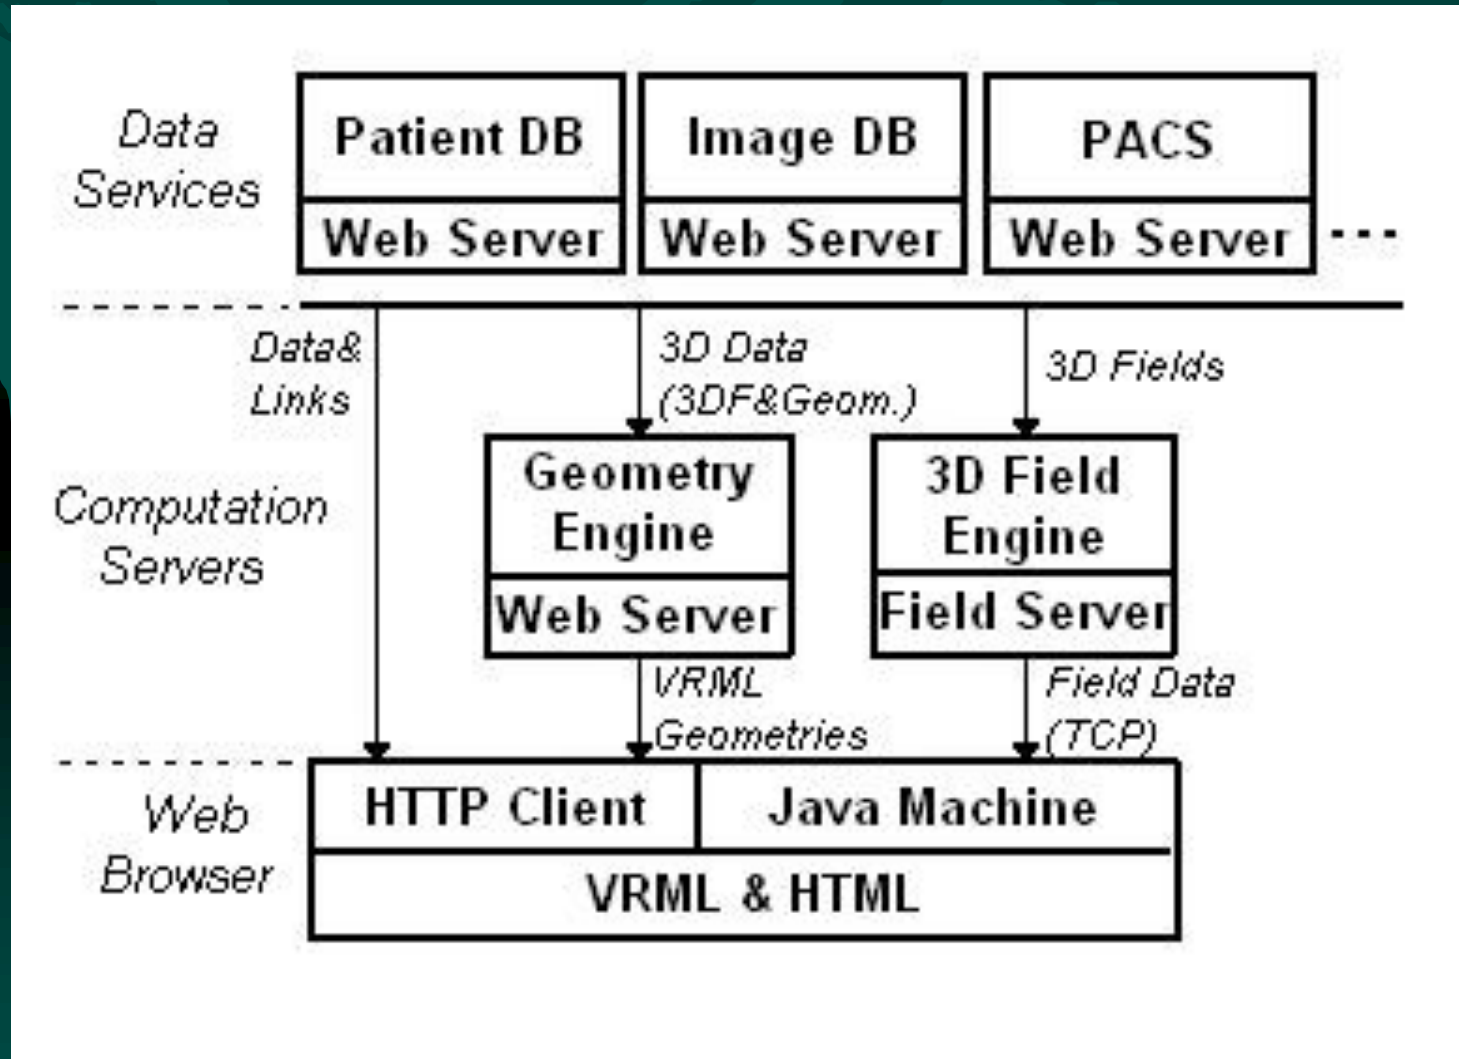 Data
Services
Patient DB
Web Server
Image DB
Web Server
PACS
Web Server
...
Data&
Links
3D Data
(3DF&Geom.)
3D Fields
Computation
Servers
Geometry
Engine
Web Server
3D Field
Engine
Field Server
VRML
Geometries
Field Data
(TCP)
Web
Browser
HTTP Client
Java Machine
VRML & HTML